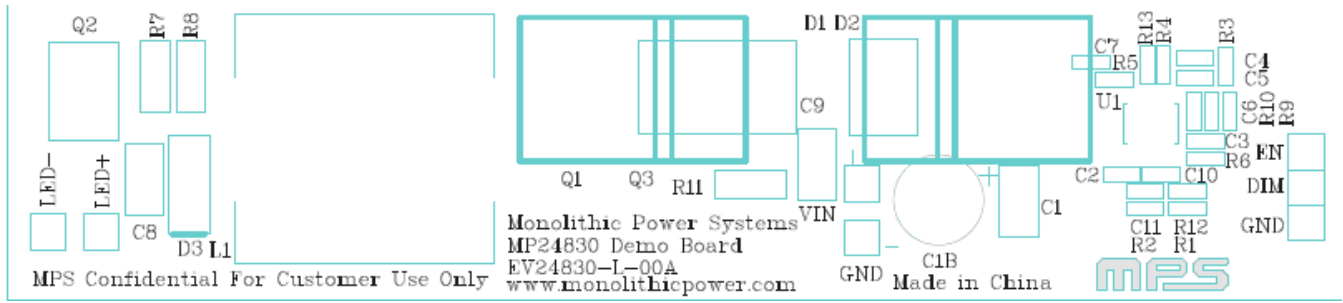 Q2
R7
R8
D1 D2
R13
R4
R3
C7
R5
C4
C5
U1
C9
C6
R10
R9
C3
R6
EN
LED-
LED+
Q1
Q3
R11
C2
C10
DIM
+
+
VIN
C1
C8
D3
L1
C11
R12
GND
R2
R1
Monolithic Power Systems
MP24830 Demo Board
EV24830-L-00A
www.monolithicpower.com
-
GND
C1B
Made in China
MPS Confidential For Customer Use Only
MPS